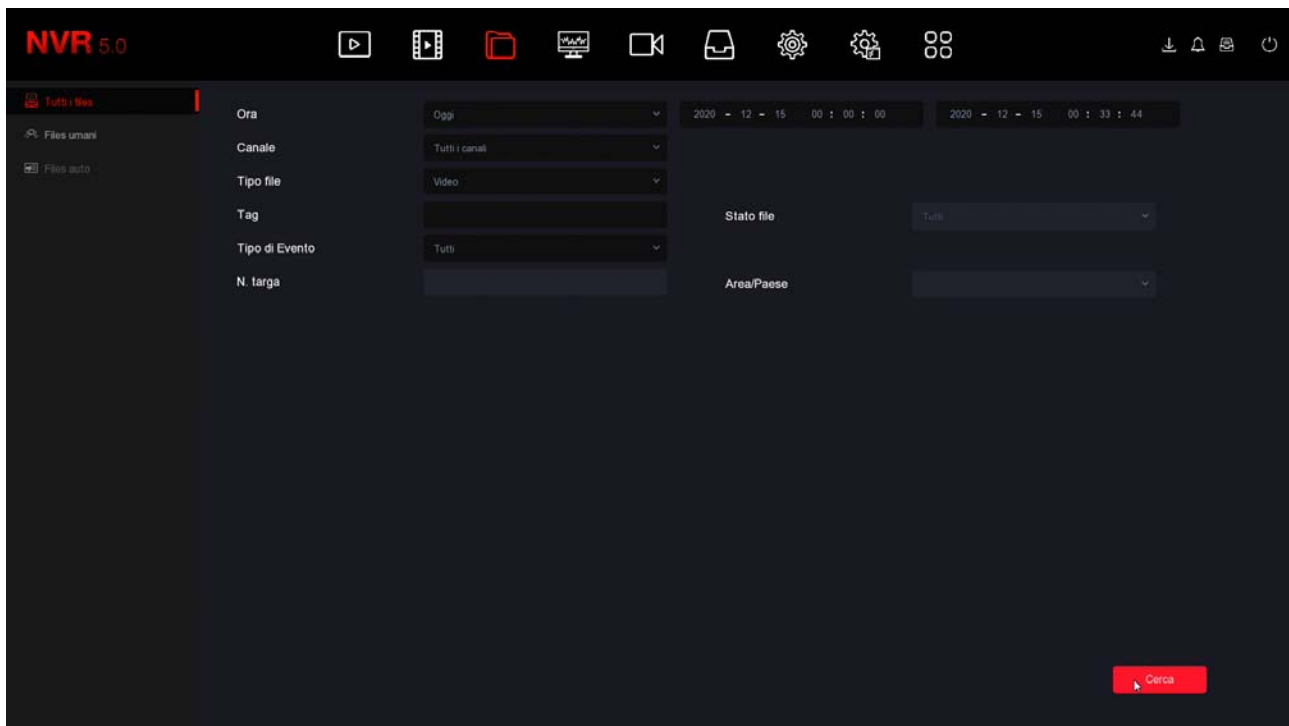 NVR 5.0
Tutti i files
Files umani
Files auto
Ora Oggi 2020 - 12 - 15 00 : 00 : 00 2020 - 12 - 15 00 : 33 : 44
Canale Tutti i canali
Tipo file Video
Tag Stato file Tutti
Tipo di Evento Tutti
N. targa Area/Paese
Cerca